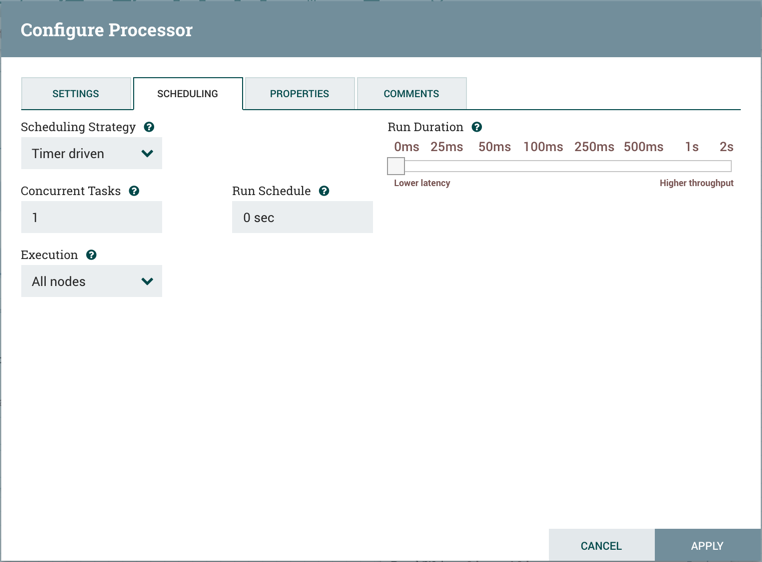 Configure Processor
SETTINGS
SCHEDULING
PROPERTIES
COMMENTS
Scheduling Strategy ?
Timer driven
Run Duration ?
0ms 25ms 50ms 100ms 250ms 500ms 1s 2s
Lower latency
Higher throughput
Concurrent Tasks ?
1
Run Schedule ?
0 sec
Execution ?
All nodes
CANCEL
APPLY